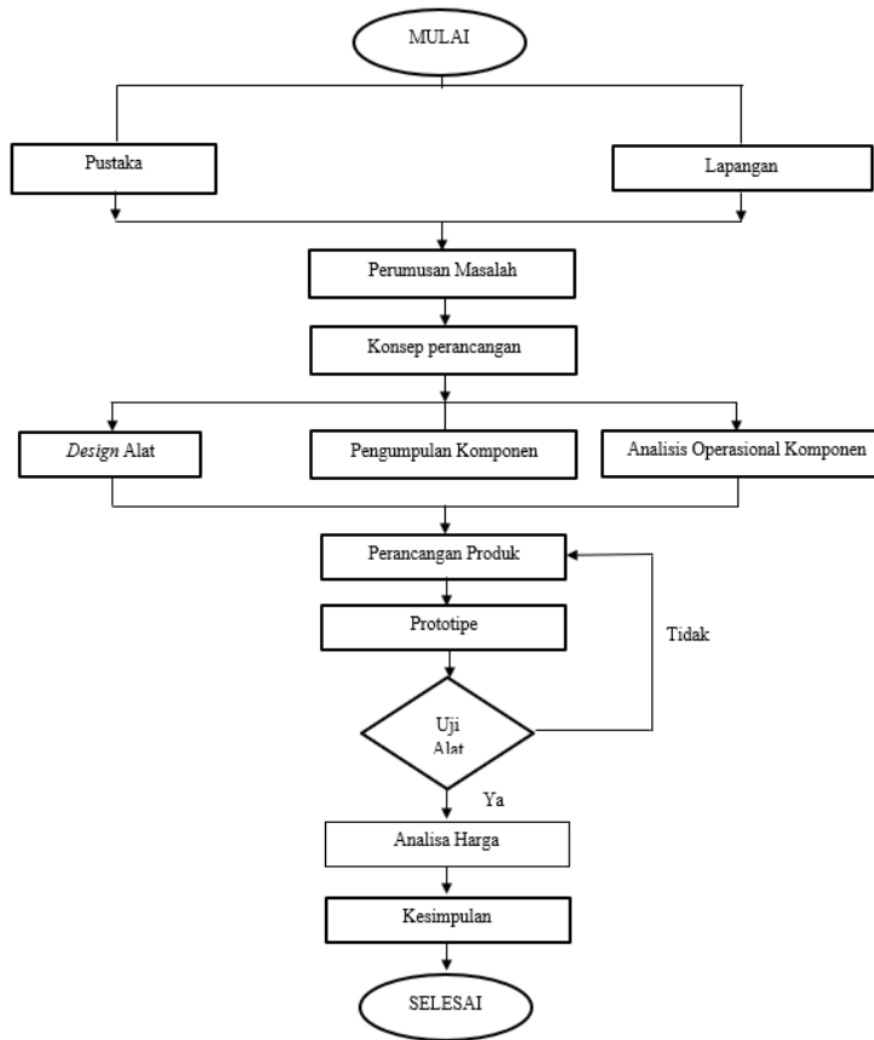 MULAI
Pustaka
Lapangan
Perumusan Masalah
Konsep perancangan
Design Alat
Pengumpulan Komponen
Analisis Operasional Komponen
Perancangan Produk
Prototipe
Tidak
Uji
Alat
Ya
Analisa Harga
Kesimpulan
SELESAI